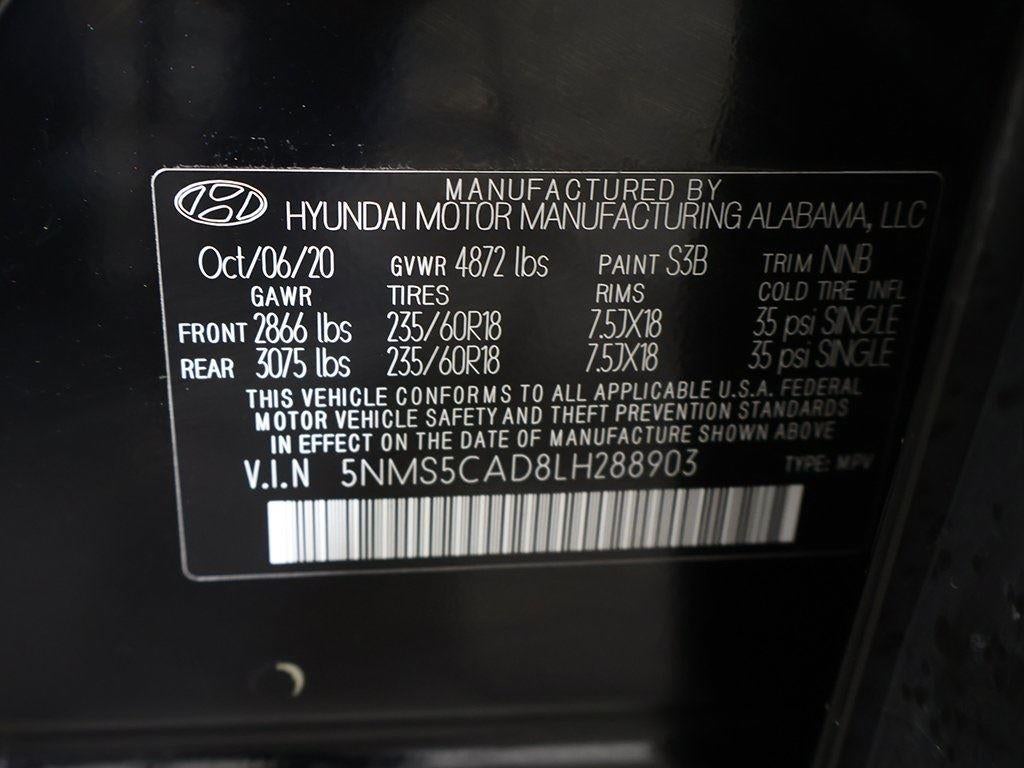 MANUFACTURED BY
HYUNDAI MOTOR MANUFACTURING ALABAMA, LLC
Oct/06/20 GVWR 4872 lbs PAINT S3B TRIM NNB
GAWR TIRES RIMS COLD TIRE INFL
FRONT 2866 lbs 235/60R18 7.5JX18 35 psi SINGLE
REAR 3075 lbs 235/60R18 7.5JX18 35 psi SINGLE
THIS VEHICLE CONFORMS TO ALL APPLICABLE U.S.A. FEDERAL
MOTOR VEHICLE SAFETY AND THEFT PREVENTION STANDARDS
IN EFFECT ON THE DATE OF MANUFACTURE SHOWN ABOVE
V.I.N 5NMS5CAD8LH288903 TYPE: MPV